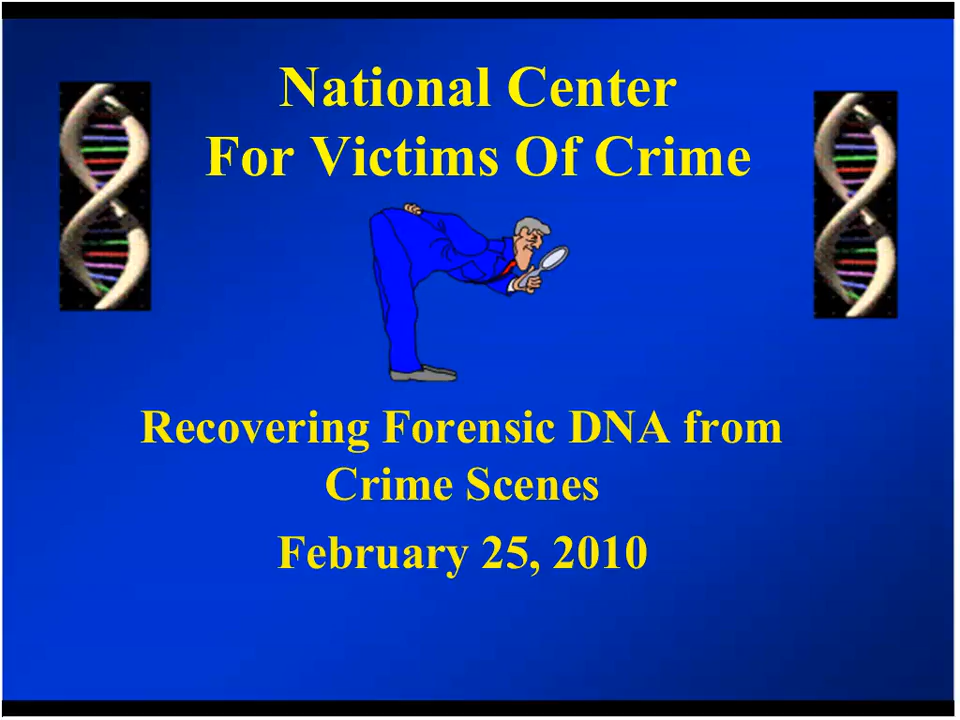 National Center
For Victims Of Crime
Recovering Forensic DNA from
Crime Scenes
February 25, 2010